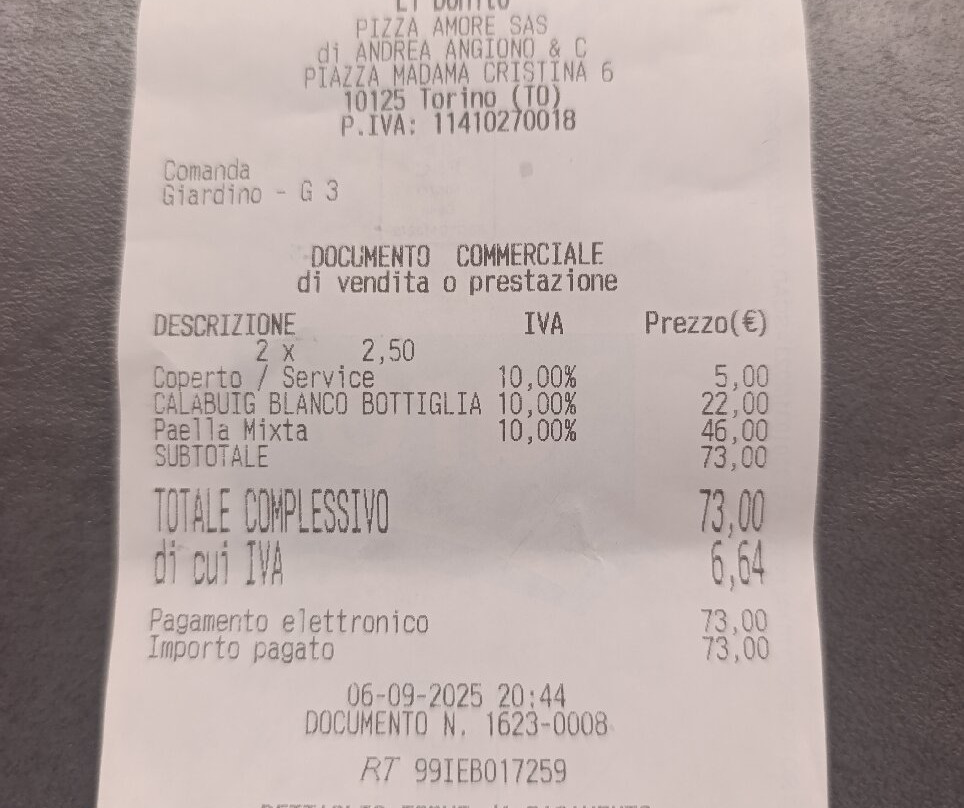 PIZZA AMORE SAS
di ANDREA ANGIONO & C
PIAZZA MADAMA CRISTINA 6
10125 Torino (TO)
P.IVA: 11410270018
Comanda
Giardino - G 3
DOCUMENTO COMMERCIALE
di vendita o prestazione
DESCRIZIONE IVA Prezzo(€)
2 x 2,50
Coperto / Service 10,00% 5,00
CALABUIG BLANCO BOTTIGLIA 10,00% 22,00
Paella Mixta 10,00% 46,00
SUBTOTALE 73,00
TOTALE COMPLESSIVO 73,00
di cui IVA 6,64
Pagamento elettronico 73,00
Importo pagato 73,00
06-09-2025 20:44
DOCUMENTO N. 1623-0008
RT 99IEB017259